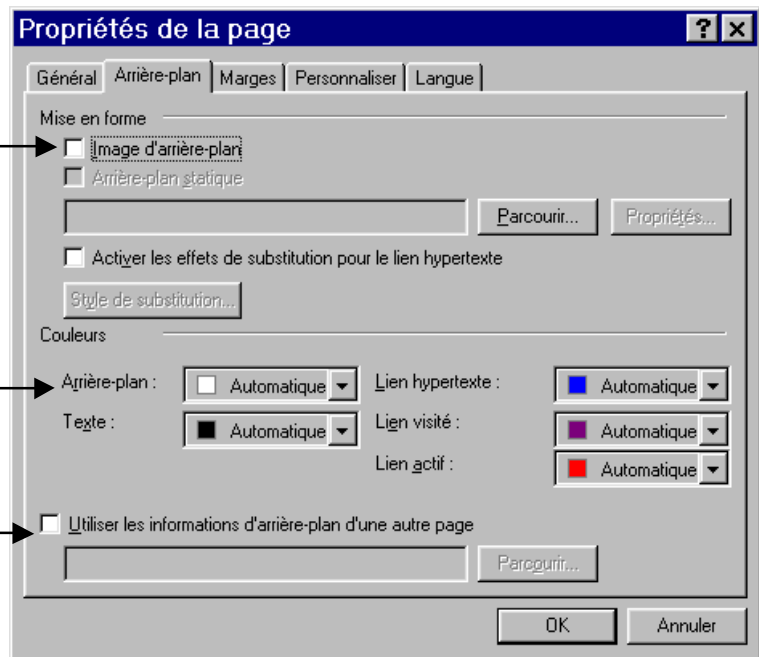 Propriétés de la page
Général Arrière-plan Marges Personnaliser Langue
Mise en forme
Image d'arrière-plan
Arrière-plan statique
Parcourir... Propriétés...
Activer les effets de substitution pour le lien hypertexte
Style de substitution...
Couleurs
Arrière-plan : Automatique Lien hypertexte : Automatique
Texte : Automatique Lien visité : Automatique
Lien actif : Automatique
Utiliser les informations d'arrière-plan d'une autre page
Parcourir...
OK Annuler